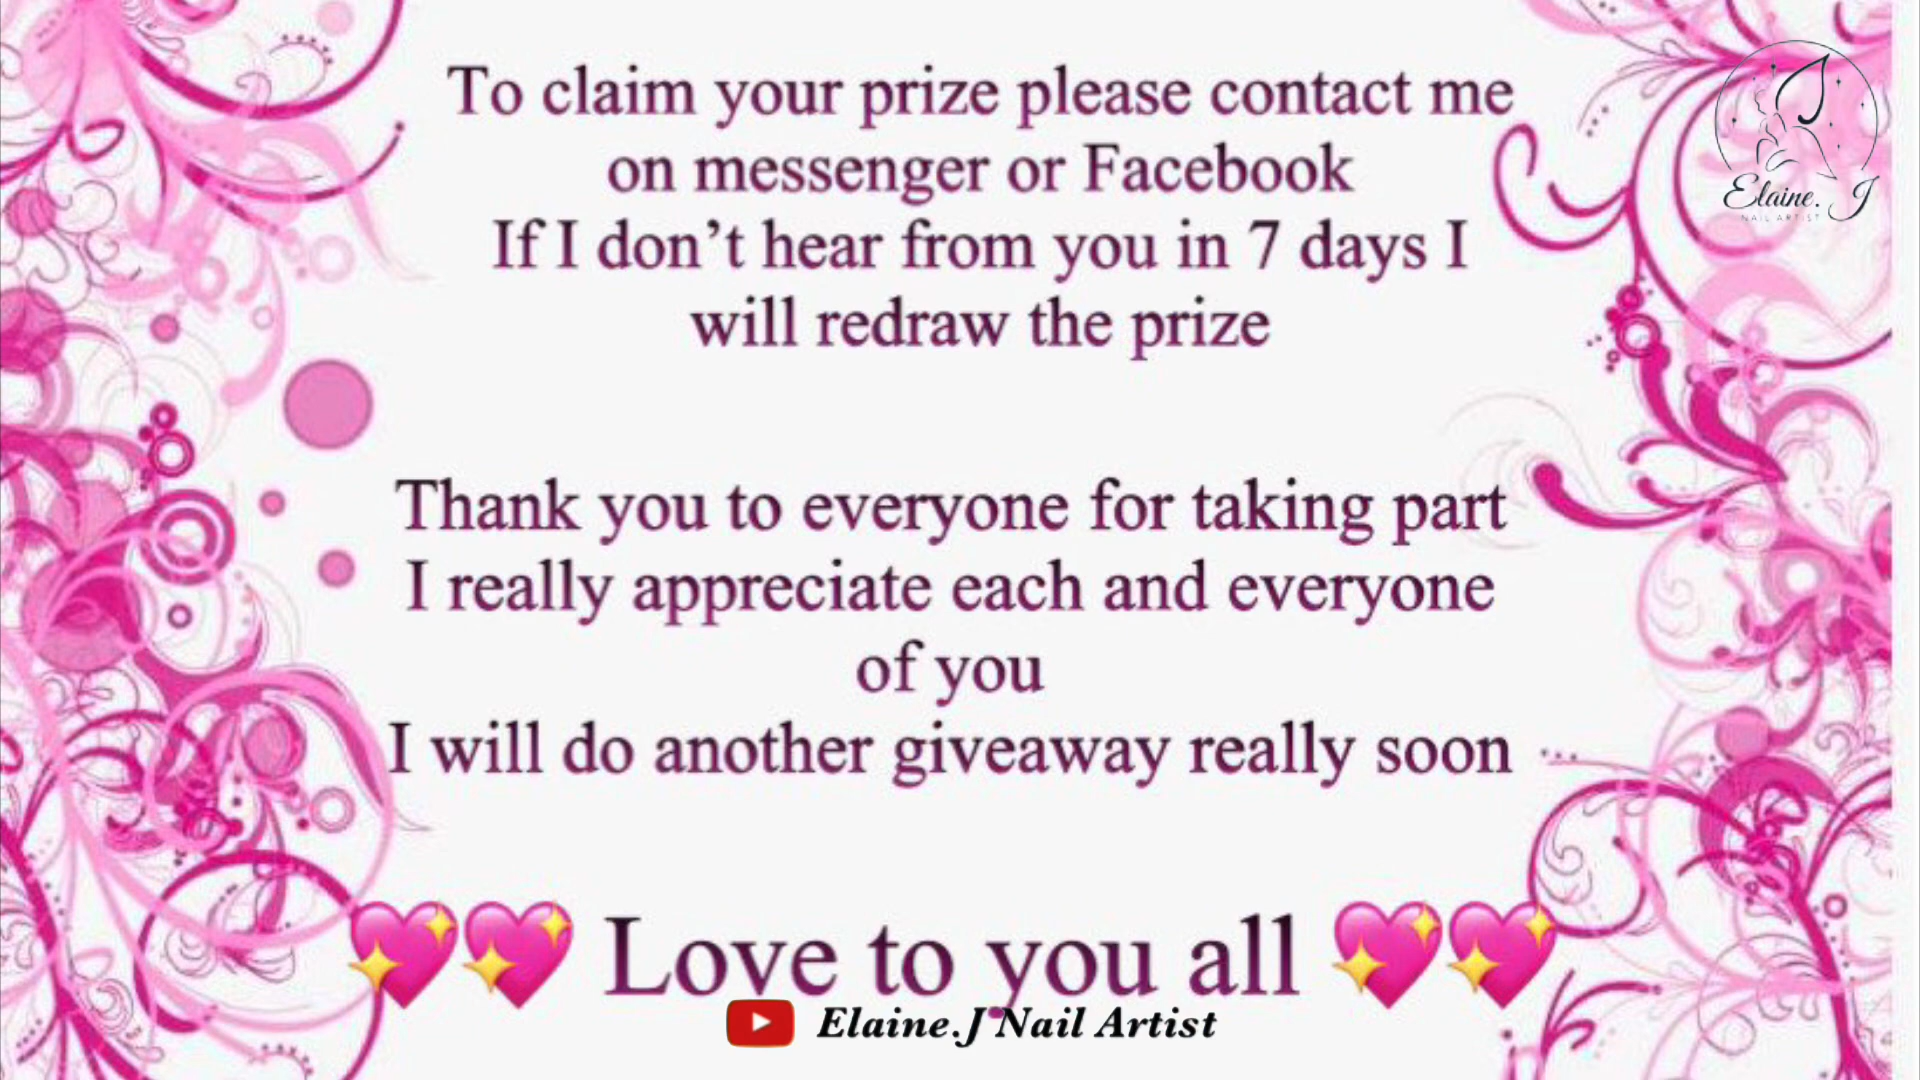 To claim your prize please contact me
on messenger or Facebook
If I don’t hear from you in 7 days I
will redraw the prize
Thank you to everyone for taking part
I really appreciate each and everyone
of you
I will do another giveaway really soon
💖💖 Love to you all 💖💖
Elaine.J Nail Artist
Elaine. J
NAIL ARTIST